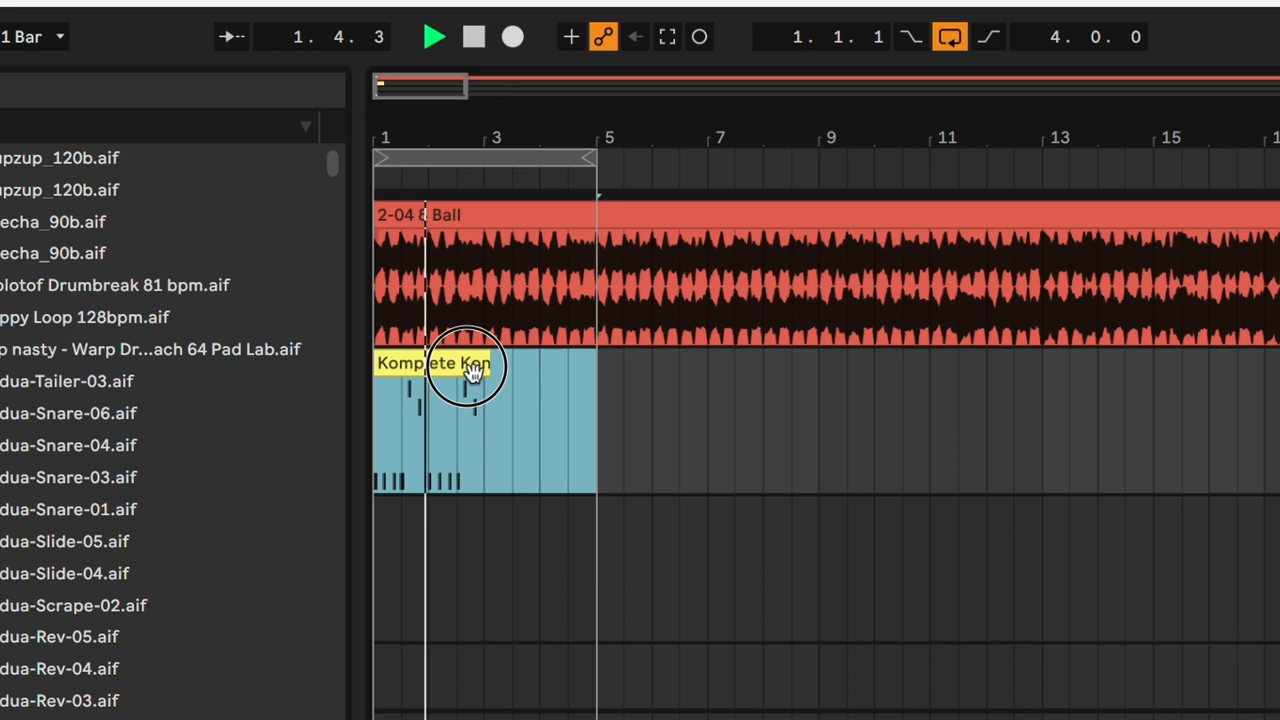 1 Bar
1. 4. 3
1. 1. 1
4. 0. 0
1 3 5 7 9 11 13 15
upzup_120b.aif
upzup_120b.aif
echa_90b.aif
echa_90b.aif
olotof Drumbreak 81 bpm.aif
ppy Loop 128bpm.aif
p nasty - Warp Dr...ach 64 Pad Lab.aif
dua-Tailer-03.aif
dua-Snare-06.aif
dua-Snare-04.aif
dua-Snare-03.aif
dua-Snare-01.aif
dua-Slide-05.aif
dua-Slide-04.aif
dua-Scrape-02.aif
dua-Rev-05.aif
dua-Rev-04.aif
dua-Rev-03.aif
2-04 8 Ball
Komplete Kon